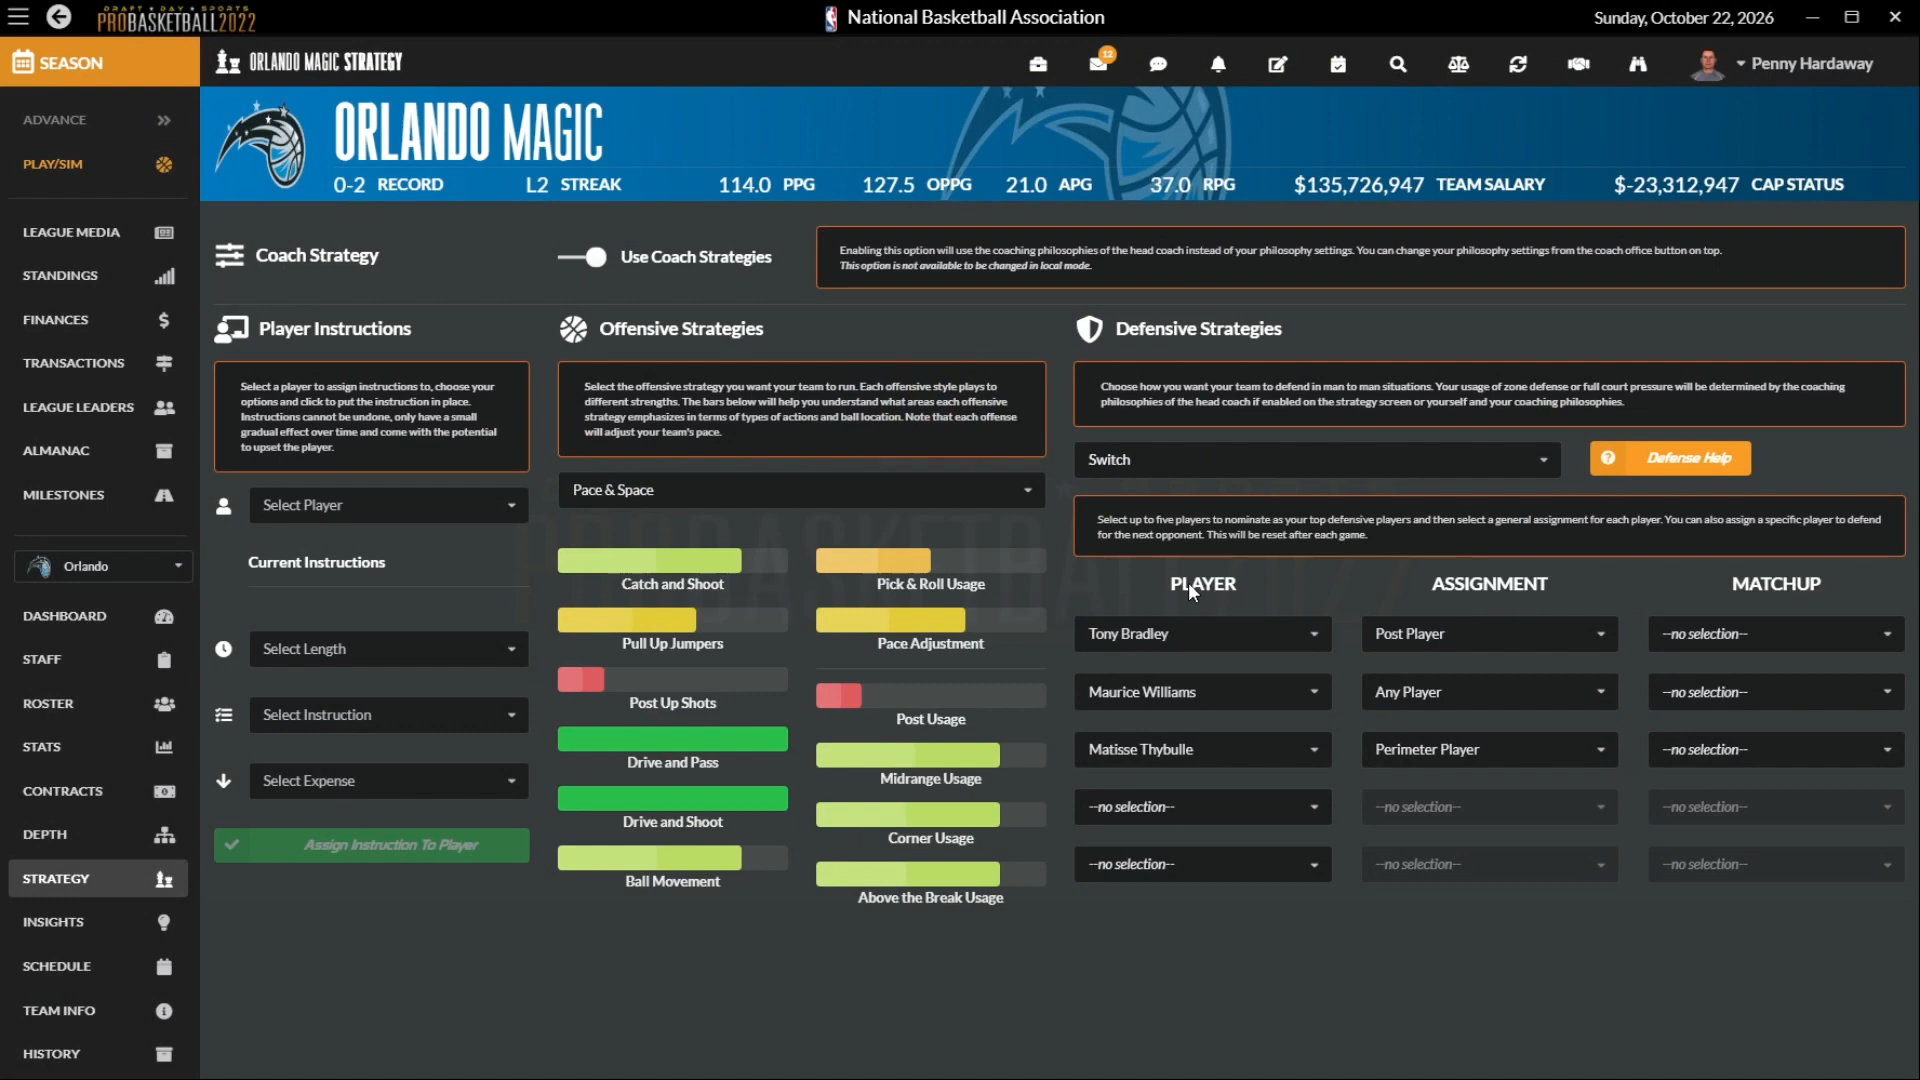 DRAFT • DAY • SPORTS
PROBASKETBALL2022
National Basketball Association
Sunday, October 22, 2026
SEASON
ORLANDO MAGIC STRATEGY
12
Penny Hardaway
ADVANCE
PLAY/SIM
LEAGUE MEDIA
STANDINGS
FINANCES
TRANSACTIONS
LEAGUE LEADERS
ALMANAC
MILESTONES
Orlando
DASHBOARD
STAFF
ROSTER
STATS
CONTRACTS
DEPTH
STRATEGY
INSIGHTS
SCHEDULE
TEAM INFO
HISTORY
ORLANDO MAGIC
0-2 RECORD
L2 STREAK
114.0 PPG
127.5 OPPG
21.0 APG
37.0 RPG
$135,726,947 TEAM SALARY
$-23,312,947 CAP STATUS
Coach Strategy
Use Coach Strategies
Enabling this option will use the coaching philosophies of the head coach instead of your philosophy settings. You can change your philosophy settings from the coach office button on top.
This option is not available to be changed in local mode.
Player Instructions
Select a player to assign instructions to, choose your
options and click to put the instruction in place.
Instructions cannot be undone, only have a small
gradual effect over time and come with the potential
to upset the player.
Select Player
Current Instructions
Select Length
Select Instruction
Select Expense
Assign Instruction To Player
Offensive Strategies
Select the offensive strategy you want your team to run. Each offensive style plays to
different strengths. The bars below will help you understand what areas each offensive
strategy emphasizes in terms of types of actions and ball location. Note that each offense
will adjust your team's pace.
Pace & Space
Catch and Shoot
Pull Up Jumpers
Post Up Shots
Drive and Pass
Drive and Shoot
Ball Movement
Pick & Roll Usage
Pace Adjustment
Post Usage
Midrange Usage
Corner Usage
Above the Break Usage
Defensive Strategies
Choose how you want your team to defend in man to man situations. Your usage of zone defense or full court pressure will be determined by the coaching
philosophies of the head coach if enabled on the strategy screen or yourself and your coaching philosophies.
Switch
Defense Help
Select up to five players to nominate as your top defensive players and then select a general assignment for each player. You can also assign a specific player to defend
for the next opponent. This will be reset after each game.
PLAYER ASSIGNMENT MATCHUP
Tony Bradley Post Player --no selection--
Maurice Williams Any Player --no selection--
Matisse Thybulle Perimeter Player --no selection--
--no selection-- --no selection-- --no selection--
--no selection-- --no selection-- --no selection--
PROBASKETBALL2022